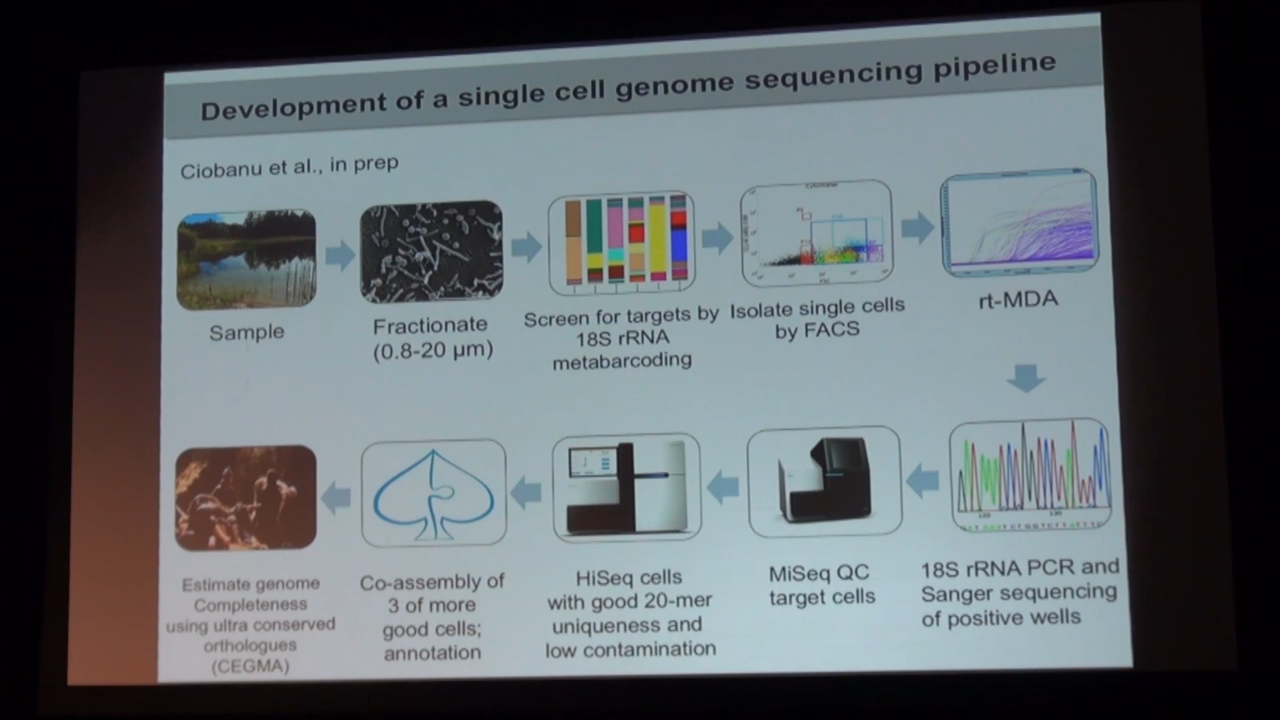 Development of a single cell genome sequencing pipeline
Ciobanu et al., in prep
Sample
Fractionate
(0.8-20 µm)
Screen for targets by
18S rRNA
metabarcoding
Isolate single cells
by FACS
rt-MDA
18S rRNA PCR and
Sanger sequencing
of positive wells
MiSeq QC
target cells
HiSeq cells
with good 20-mer
uniqueness and
low contamination
Co-assembly of
3 of more
good cells;
annotation
Estimate genome
Completeness
using ultra conserved
orthologues
(CEGMA)